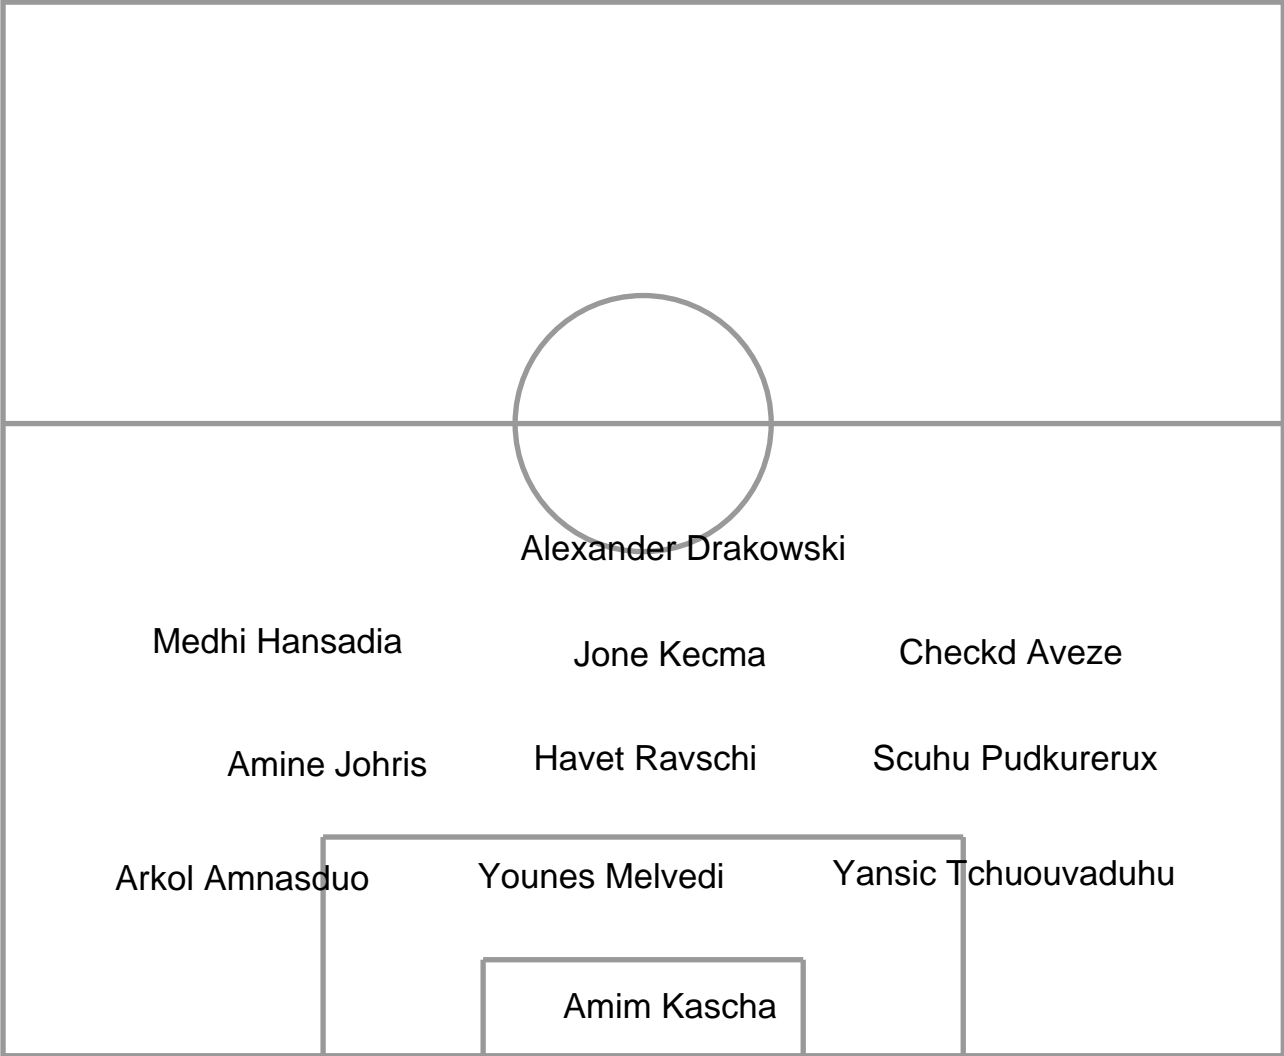 Alexander Drakowski
Medhi Hansadia
Jone Kecma
Checkd Aveze
Amine Johris
Havet Ravschi
Scuhu Pudkurerux
Arkol Amnasduo
Younes Melvedi
Yansic Tchuouvaduhu
Amim Kascha